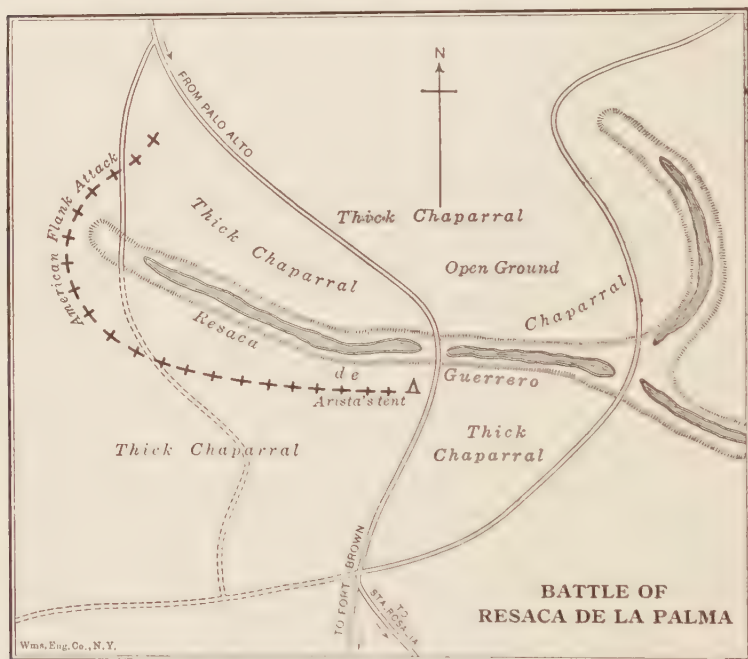 N
FROM PALO ALTO
American Flank Attack
Thick Chaparral
Thick Chaparral
Open Ground
Chaparral
Resaca
de
Guerrero
Arista's tent
Thick Chaparral
Thick
Chaparral
TO FORT BROWN
TO
STA. ROSALIA
BATTLE OF
RESACA DE LA PALMA
Wms. Eng. Co., N.Y.